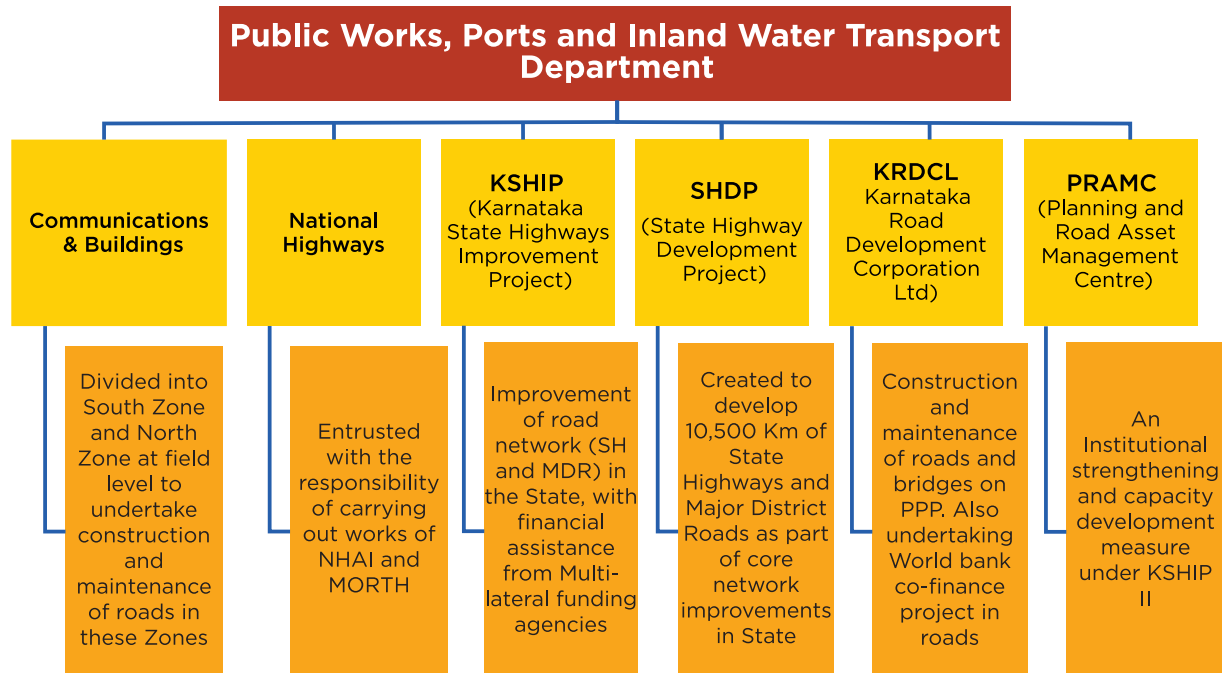 Public Works, Ports and Inland Water Transport
Department
Communications
& Buildings
National
Highways
KSHIP
(Karnataka
State Highways
Improvement
Project)
SHDP
(State Highway
Development
Project)
KRDCL
Karnataka
Road
Development
Corporation
Ltd)
PRAMC
(Planning and
Road Asset
Management
Centre)
Divided into
South Zone
and North
Zone at field
level to
undertake
construction
and
maintenance
of roads in
these Zones
Entrusted
with the
responsibility
of carrying
out works of
NHAI and
MORTH
Improvement
of road
network (SH
and MDR) in
the State, with
financial
assistance
from Multi-
lateral funding
agencies
Created to
develop
10,500 Km of
State
Highways and
Major District
Roads as part
of core
network
improvements
in State
Construction
and
maintenance
of roads and
bridges on
PPP. Also
undertaking
World bank
co-finance
project in
roads
An
Institutional
strengthening
and capacity
development
measure
under KSHIP
II